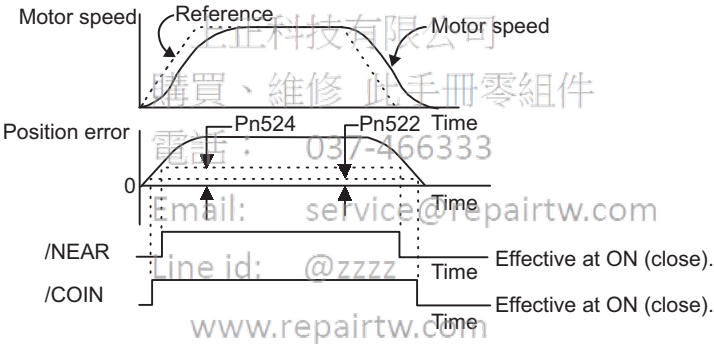 Motor speed
Reference
Motor speed
上正科技有限公司
購買、維修 此手冊零組件
Time
Position error
Pn524
Pn522
電話： 037-466333
0
Time
Email: service@repairtw.com
/NEAR
Effective at ON (close).
Line id: @zzzz
Time
/COIN
Effective at ON (close).
Time
www.repairtw.com